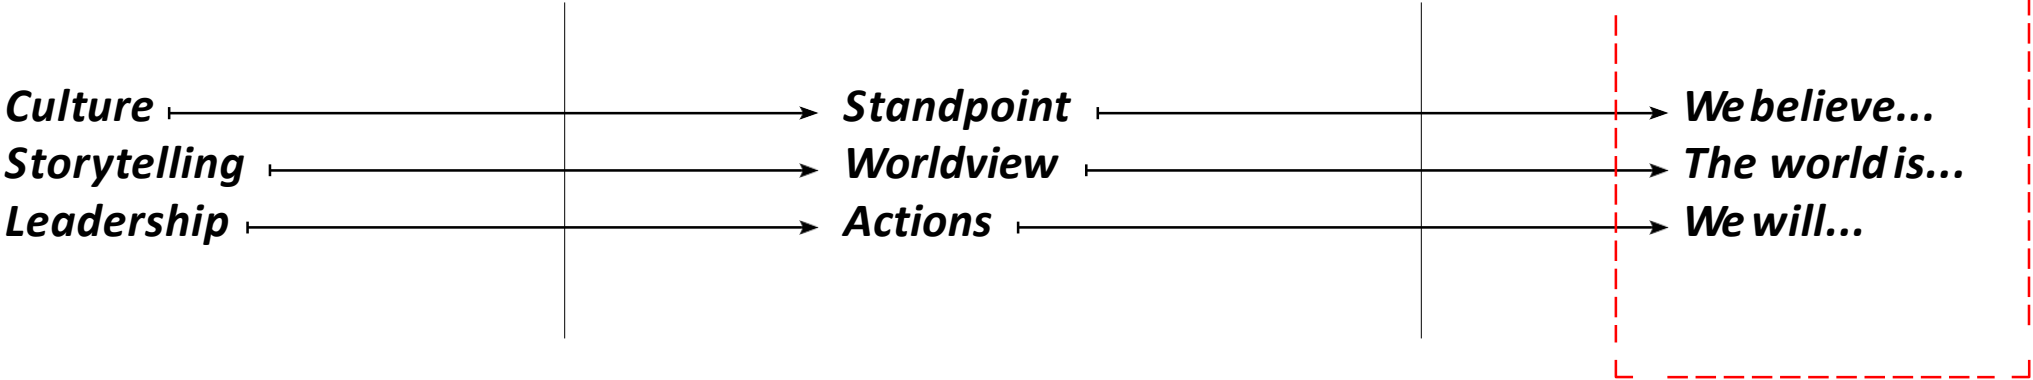 Culture Standpoint We believe...
Storytelling Worldview The world is...
Leadership Actions We will...